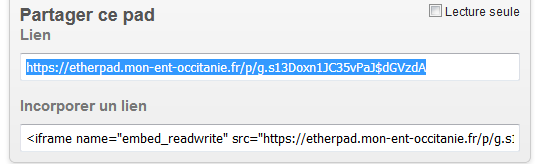 Partager ce pad
Lecture seule
Lien
https://etherpad.mon-ent-occitanie.fr/p/g.s13Doxn1JC35vPaJ$dGVzdA
Incorporer un lien
<iframe name="embed_readwrite" src="https://etherpad.mon-ent-occitanie.fr/p/g.s1